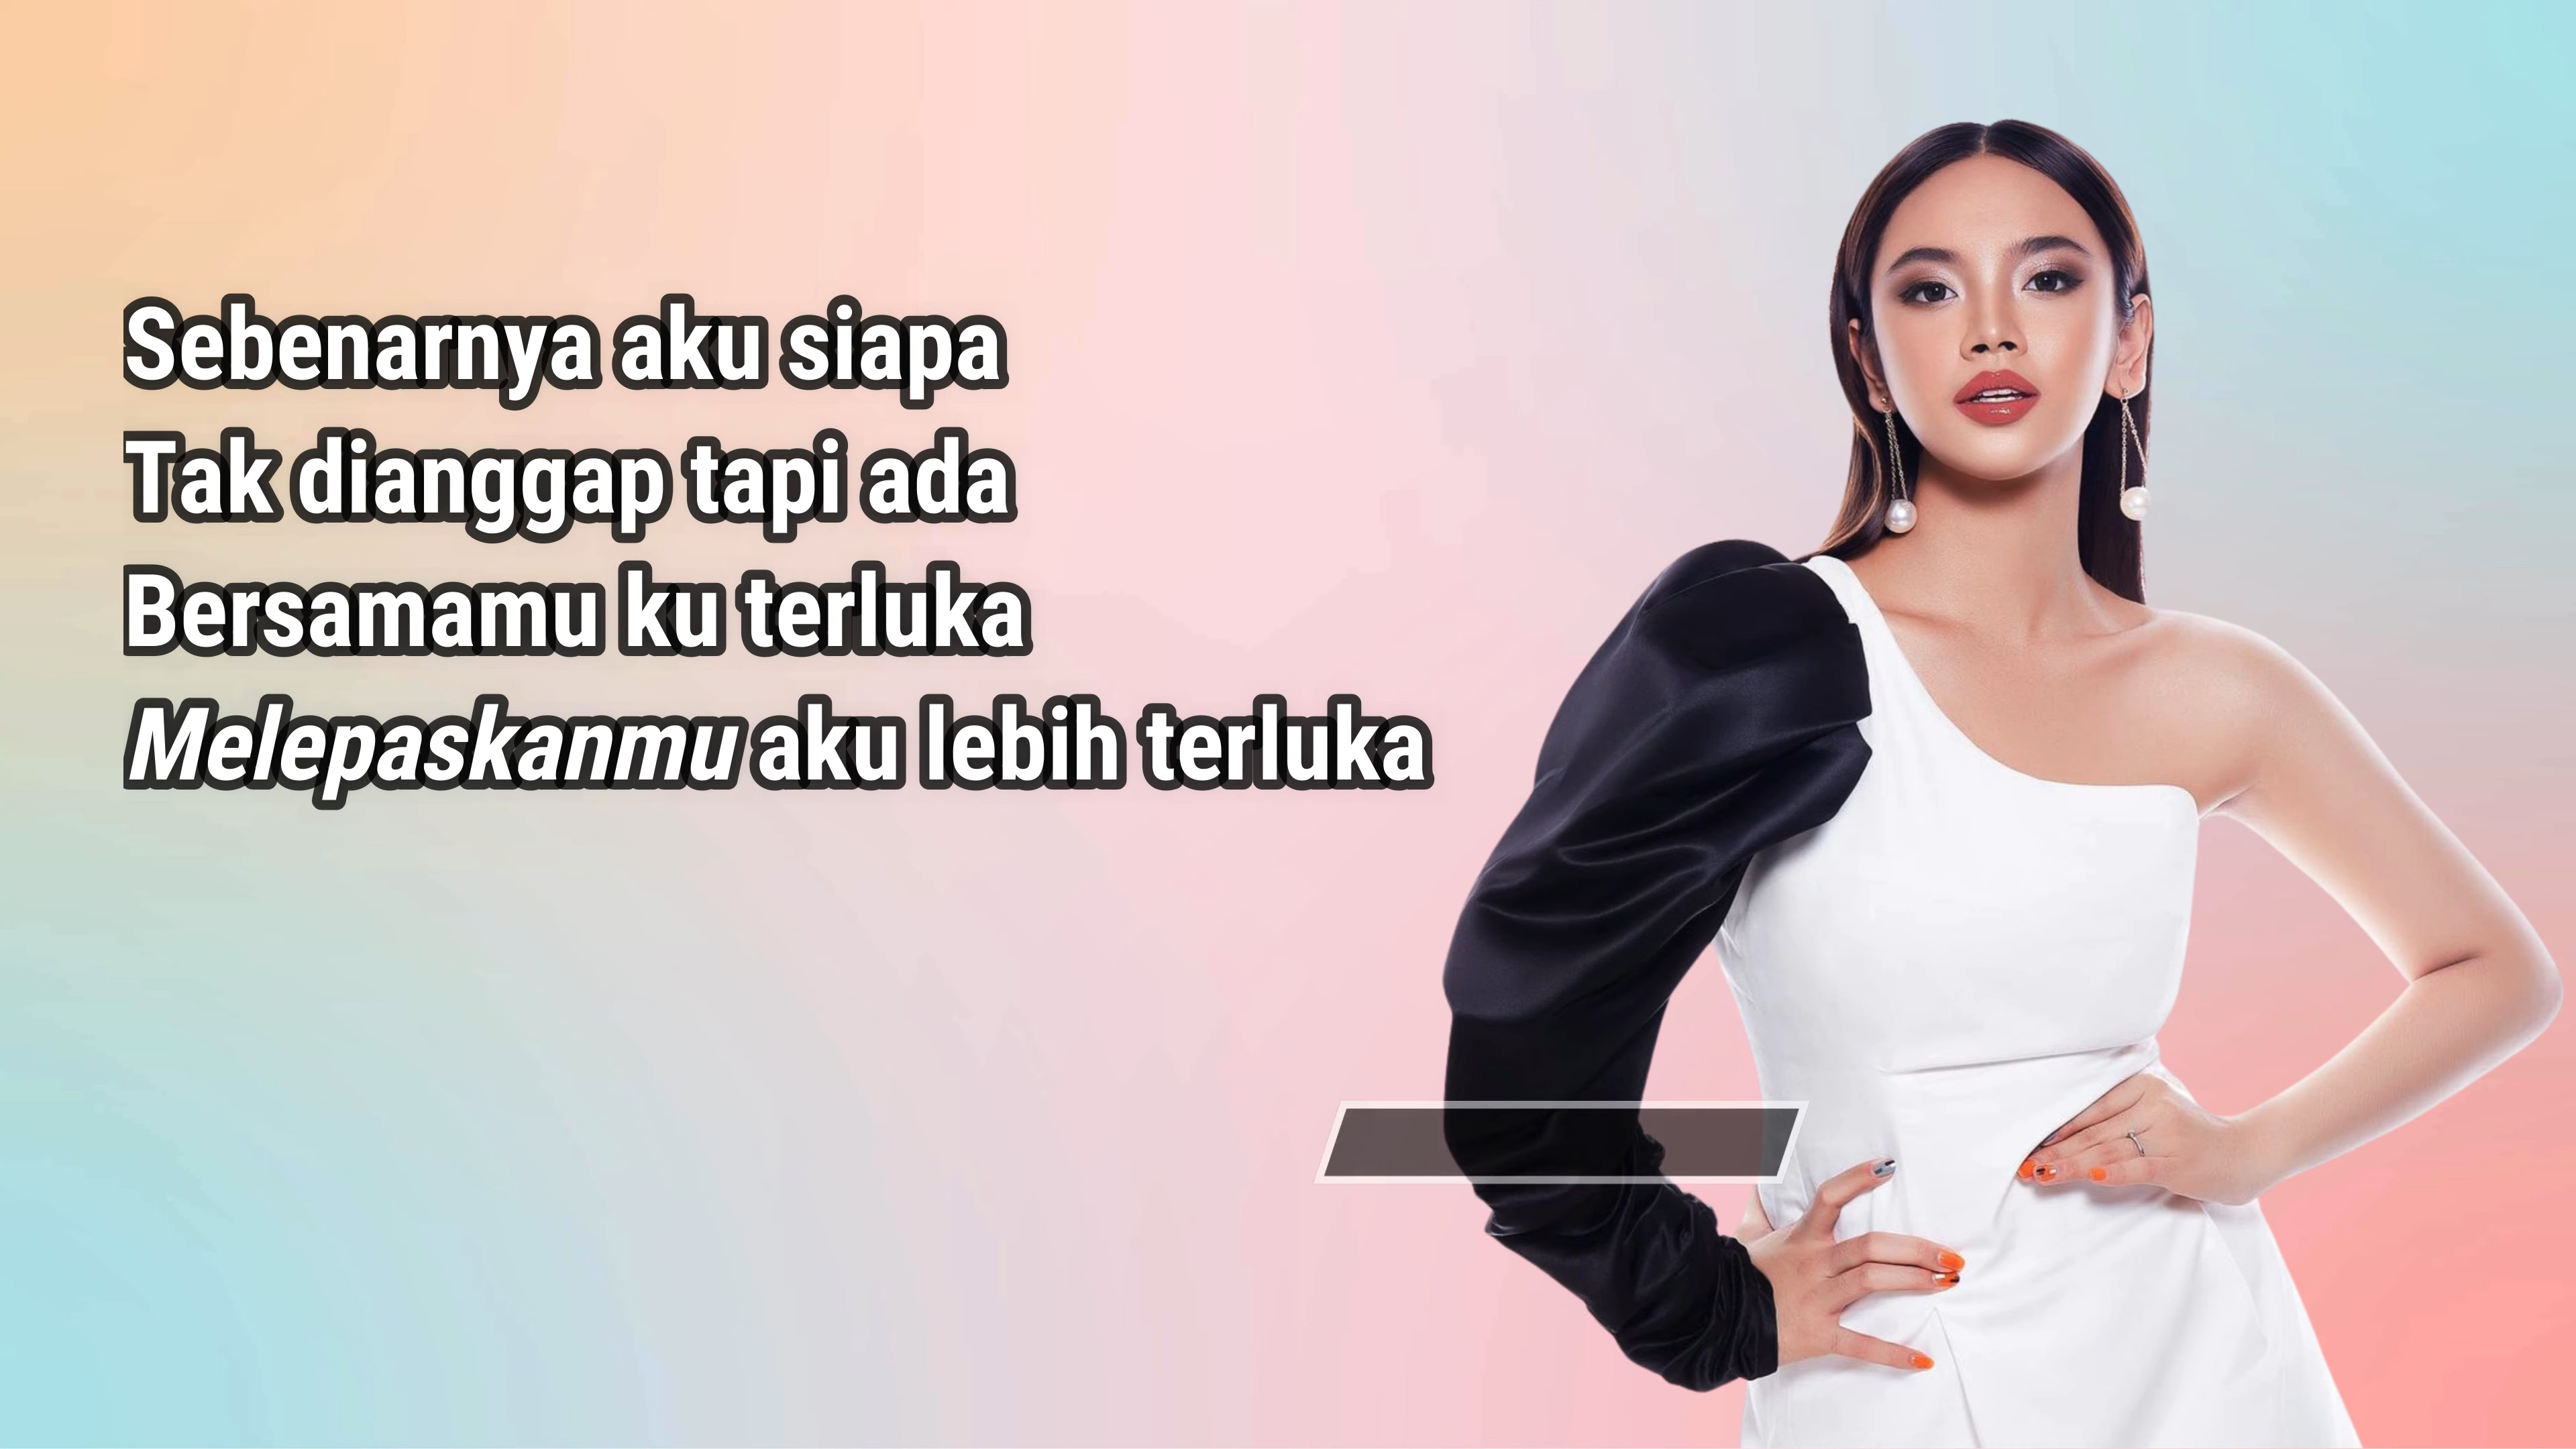 Sebenarnya aku siapa
Tak dianggap tapi ada
Bersamamu ku terluka
Melepaskanmu aku lebih terluka